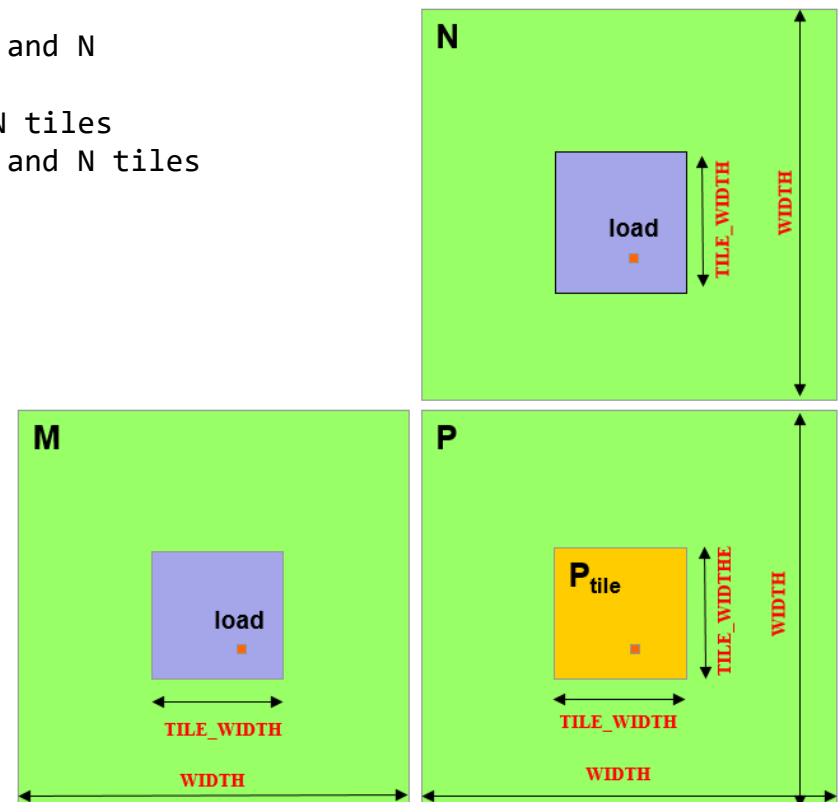 and N
N tiles
and N tiles
N
load
TILE_WIDTH
WIDTH
M
load
TILE_WIDTH
WIDTH
P
Ptile
TILE_WIDTHE
WIDTH
TILE_WIDTH
WIDTH